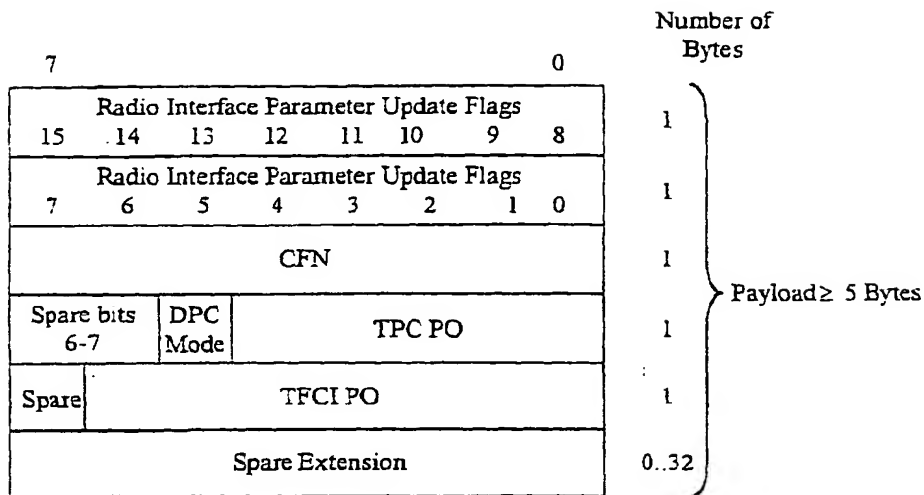 Number of
Bytes
7 0
Radio Interface Parameter Update Flags
15 14 13 12 11 10 9 8
1
Radio Interface Parameter Update Flags
7 6 5 4 3 2 1 0
1
CFN
1
Payload ≥ 5 Bytes
Spare bits
6-7
DPC
Mode
TPC PO
1
Spare
TFCI PO
1
Spare Extension
0..32